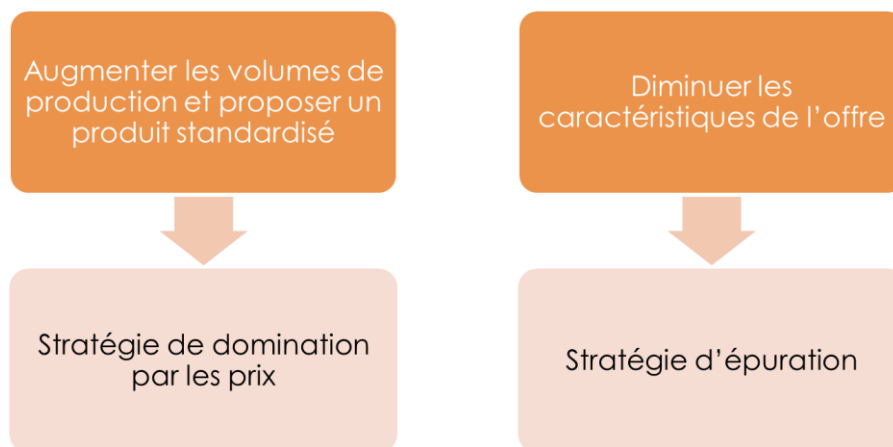 Augmenter les volumes de
production et proposer un
produit standardisé
Diminuer les
caractéristiques de l’offre
Stratégie de domination
par les prix
Stratégie d’épuration